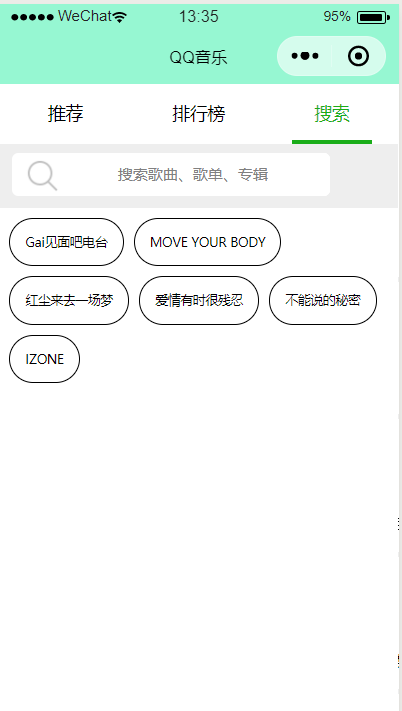 WeChat 13:35 95%
QQ音乐
推荐 排行榜 搜索
搜索歌曲、歌单、专辑
Gai见面吧电台 MOVE YOUR BODY
红尘来去一场梦 爱情有时很残忍 不能说的秘密
IZONE